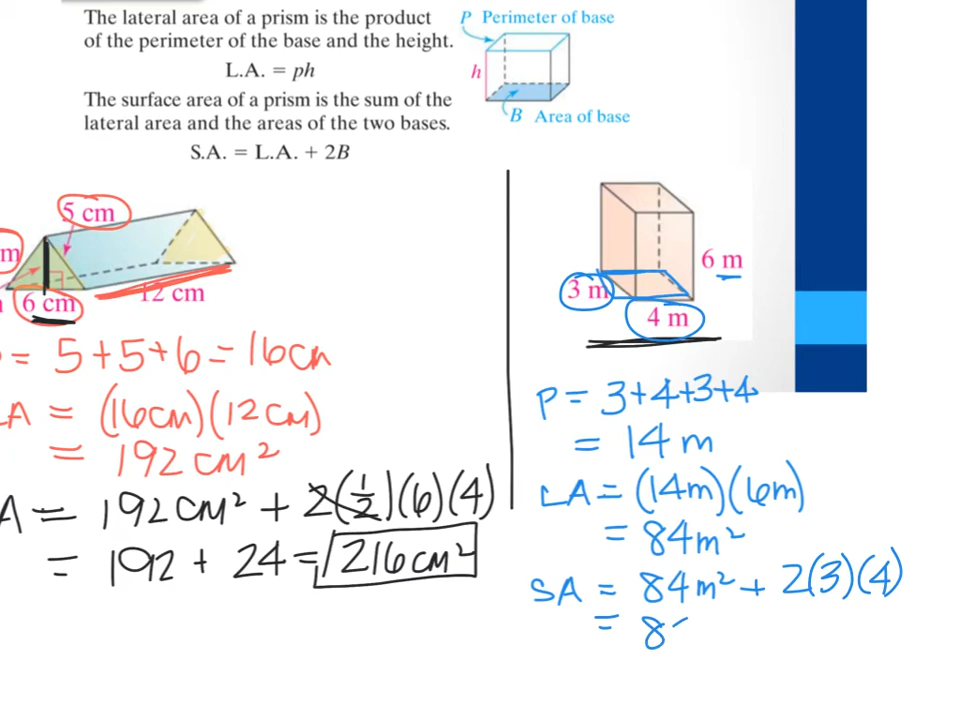 The lateral area of a prism is the product
of the perimeter of the base and the height.
L.A. = ph
The surface area of a prism is the sum of the
lateral area and the areas of the two bases.
S.A. = L.A. + 2B
P Perimeter of base
h
B Area of base
5 cm
m
6 cm
12 cm
= 5+5+6=16cm
A = (16cm)(12cm)
= 192 cm²
A = 192 cm² + 2(1/2)(6)(4)
= 192 + 24 = 216cm²
6 m
3 m
4 m
P = 3+4+3+4
= 14 m
LA = (14m)(6m)
= 84m²
SA = 84m² + 2(3)(4)
= 8